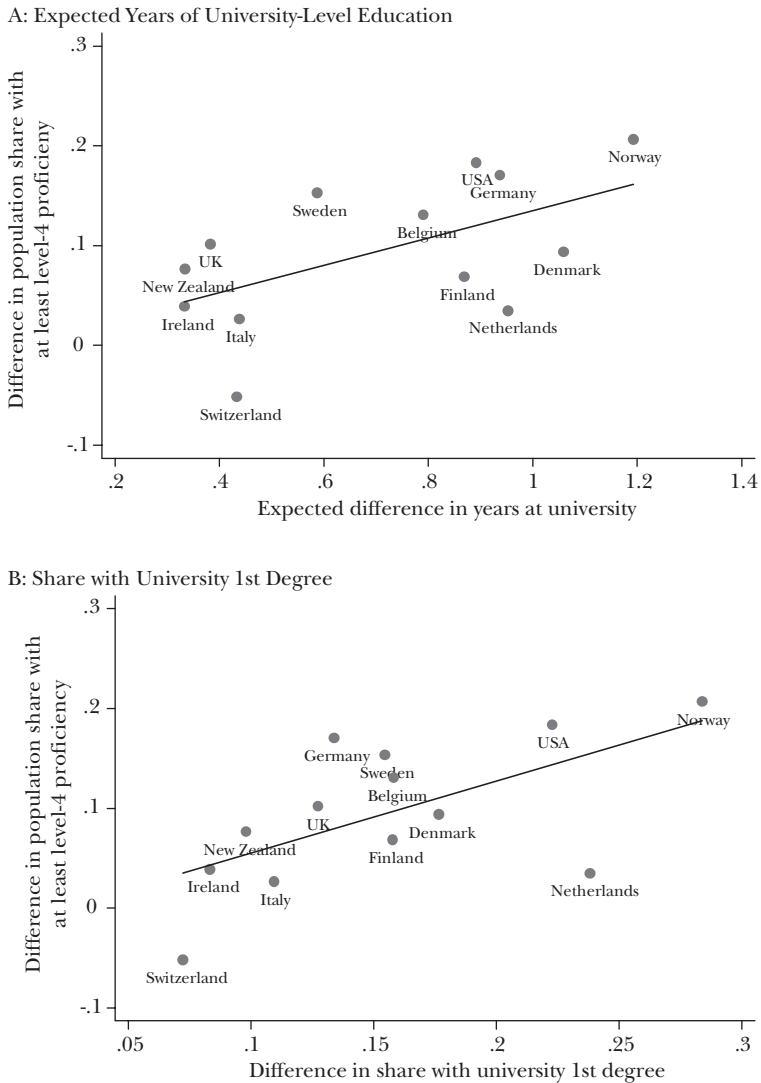 A: Expected Years of University-Level Education
Difference in population share with
at least level-4 proficieny
.3
.2
.1
0
-.1
Norway
USA
Germany
Sweden
Belgium
UK
Denmark
New Zealand
Finland
Ireland
Netherlands
Italy
Switzerland
.2 .4 .6 .8 1 1.2 1.4
Expected difference in years at university
B: Share with University 1st Degree
Difference in population share with
at least level-4 proficiency
.3
.2
.1
0
-.1
Norway
USA
Germany
Sweden
Belgium
UK
Denmark
New Zealand
Finland
Ireland
Netherlands
Italy
Switzerland
.05 .1 .15 .2 .25 .3
Difference in share with university 1st degree